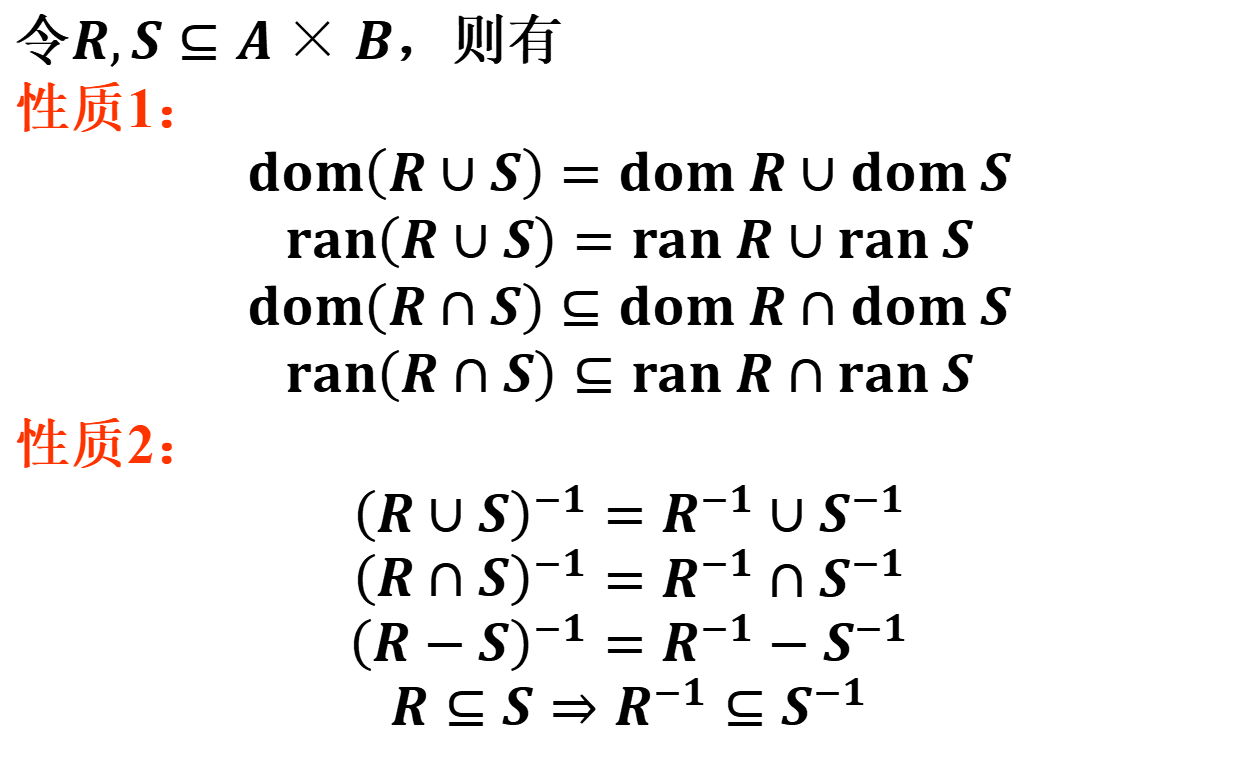 令R, S ⊆ A × B，则有
性质1：
dom(R ∪ S) = dom R ∪ dom S
ran(R ∪ S) = ran R ∪ ran S
dom(R ∩ S) ⊆ dom R ∩ dom S
ran(R ∩ S) ⊆ ran R ∩ ran S
性质2：
(R ∪ S)⁻¹ = R⁻¹ ∪ S⁻¹
(R ∩ S)⁻¹ = R⁻¹ ∩ S⁻¹
(R − S)⁻¹ = R⁻¹ − S⁻¹
R ⊆ S ⇒ R⁻¹ ⊆ S⁻¹